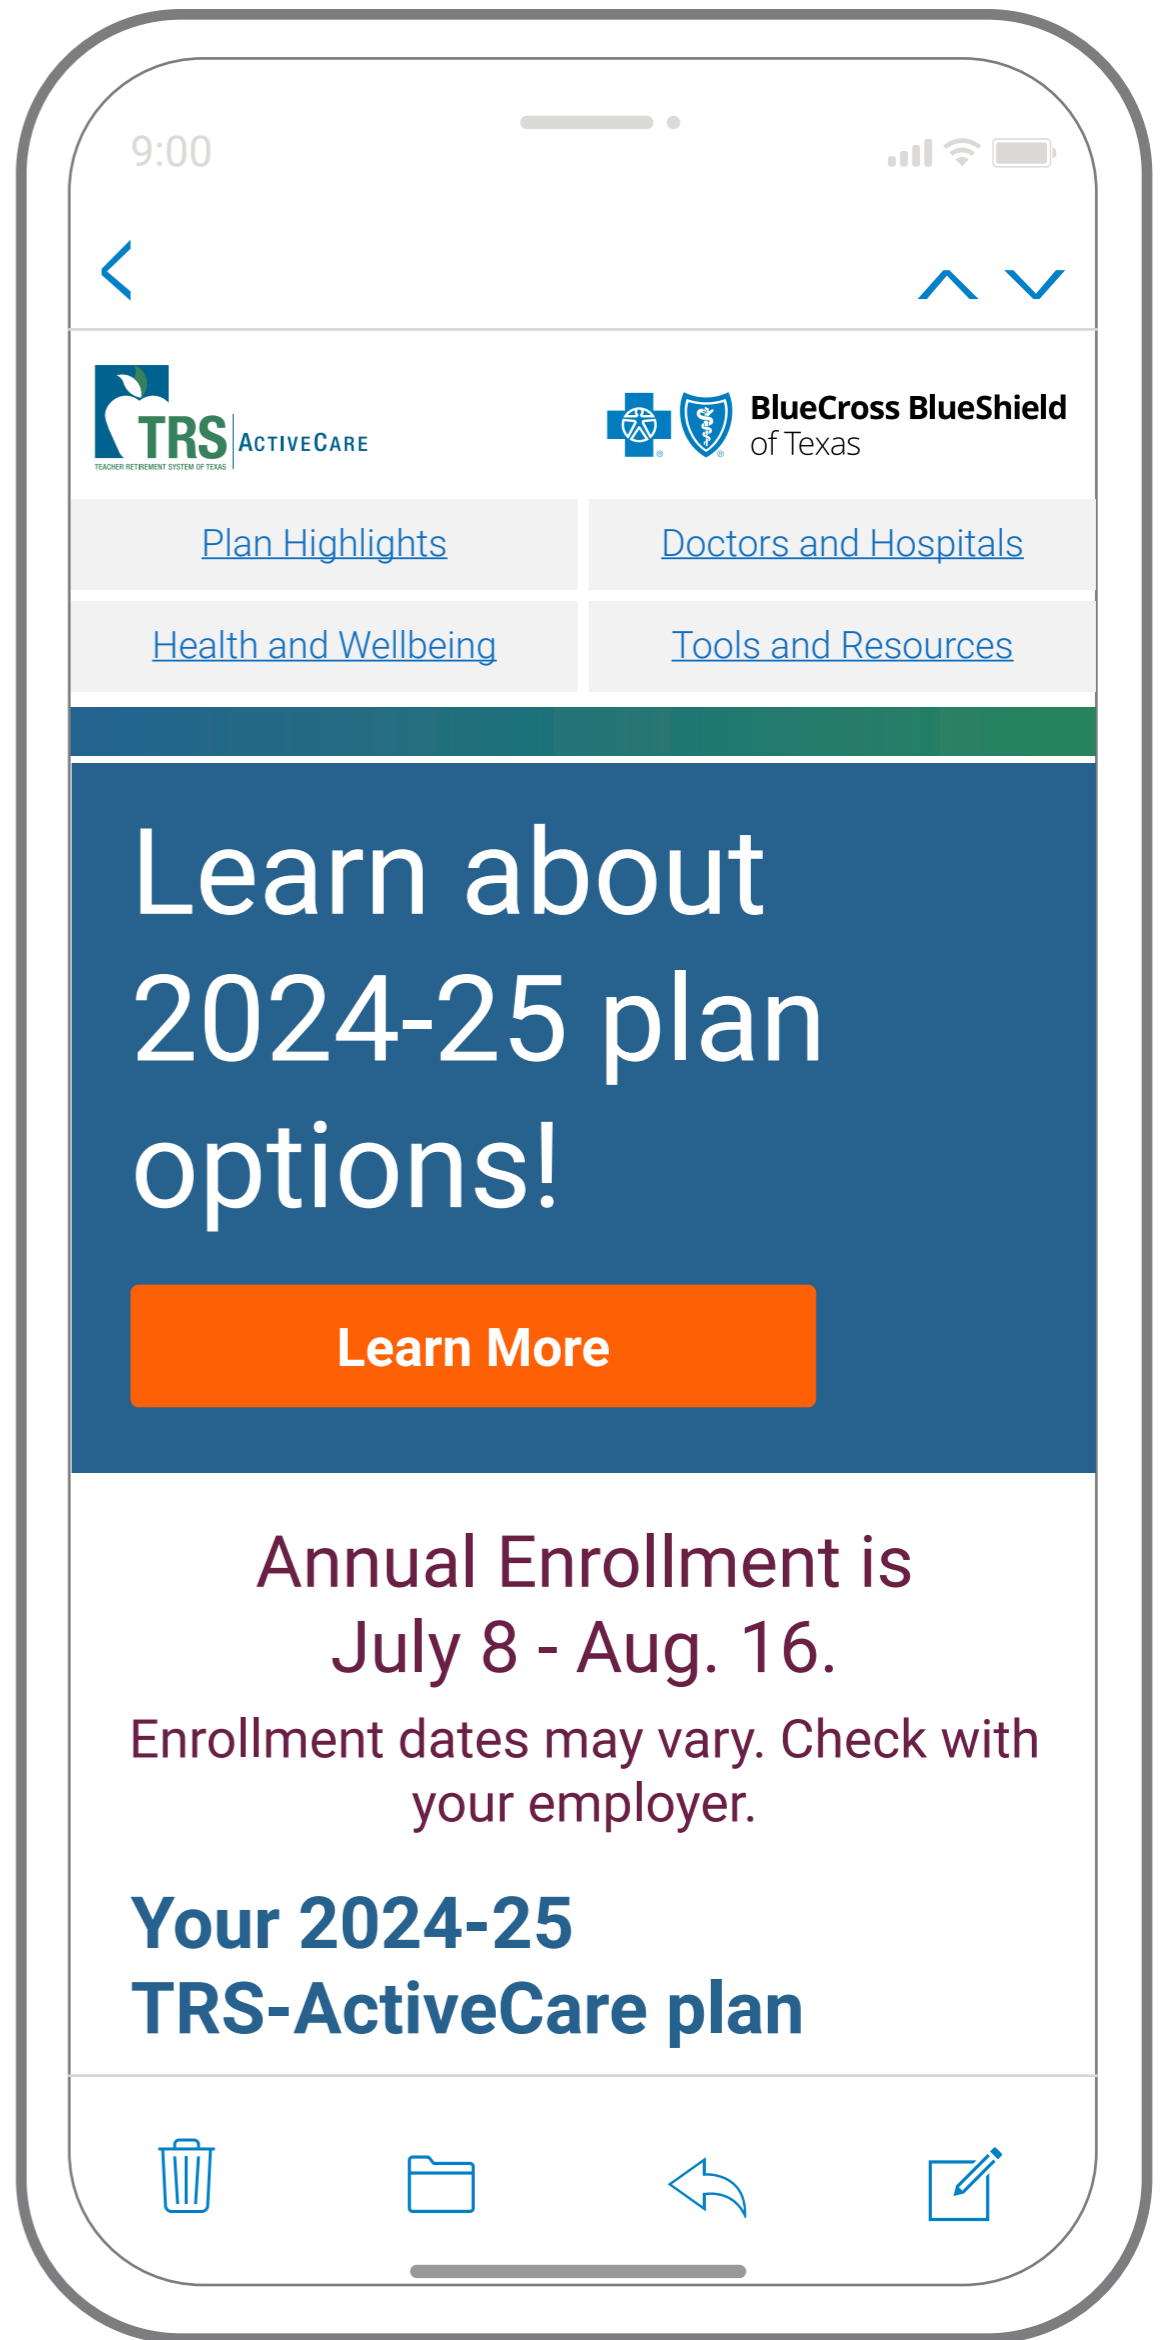 9:00
TRS ACTIVECARE
TEACHER RETIREMENT SYSTEM OF TEXAS
BlueCross BlueShield
of Texas
Plan Highlights
Doctors and Hospitals
Health and Wellbeing
Tools and Resources
Learn about
2024-25 plan
options!
Learn More
Annual Enrollment is
July 8 - Aug. 16.
Enrollment dates may vary. Check with
your employer.
Your 2024-25
TRS-ActiveCare plan